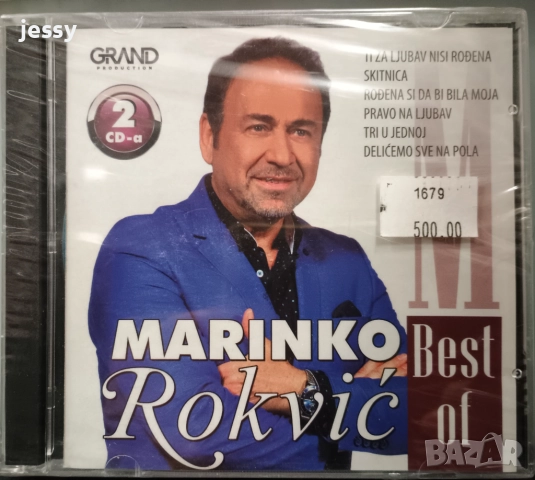 jessy
GRAND
PRODUCTION
2
CD-a
TI ZA LJUBAV NISI ROĐENA
SKITNICA
ROĐENA SI DA BI BILA MOJA
PRAVO NA LJUBAV
TRI U JEDNOJ
DELIĆEMO SVE NA POLA
1679
500.00
M
MARINKO
Rokvić
Best
of
BAZAR